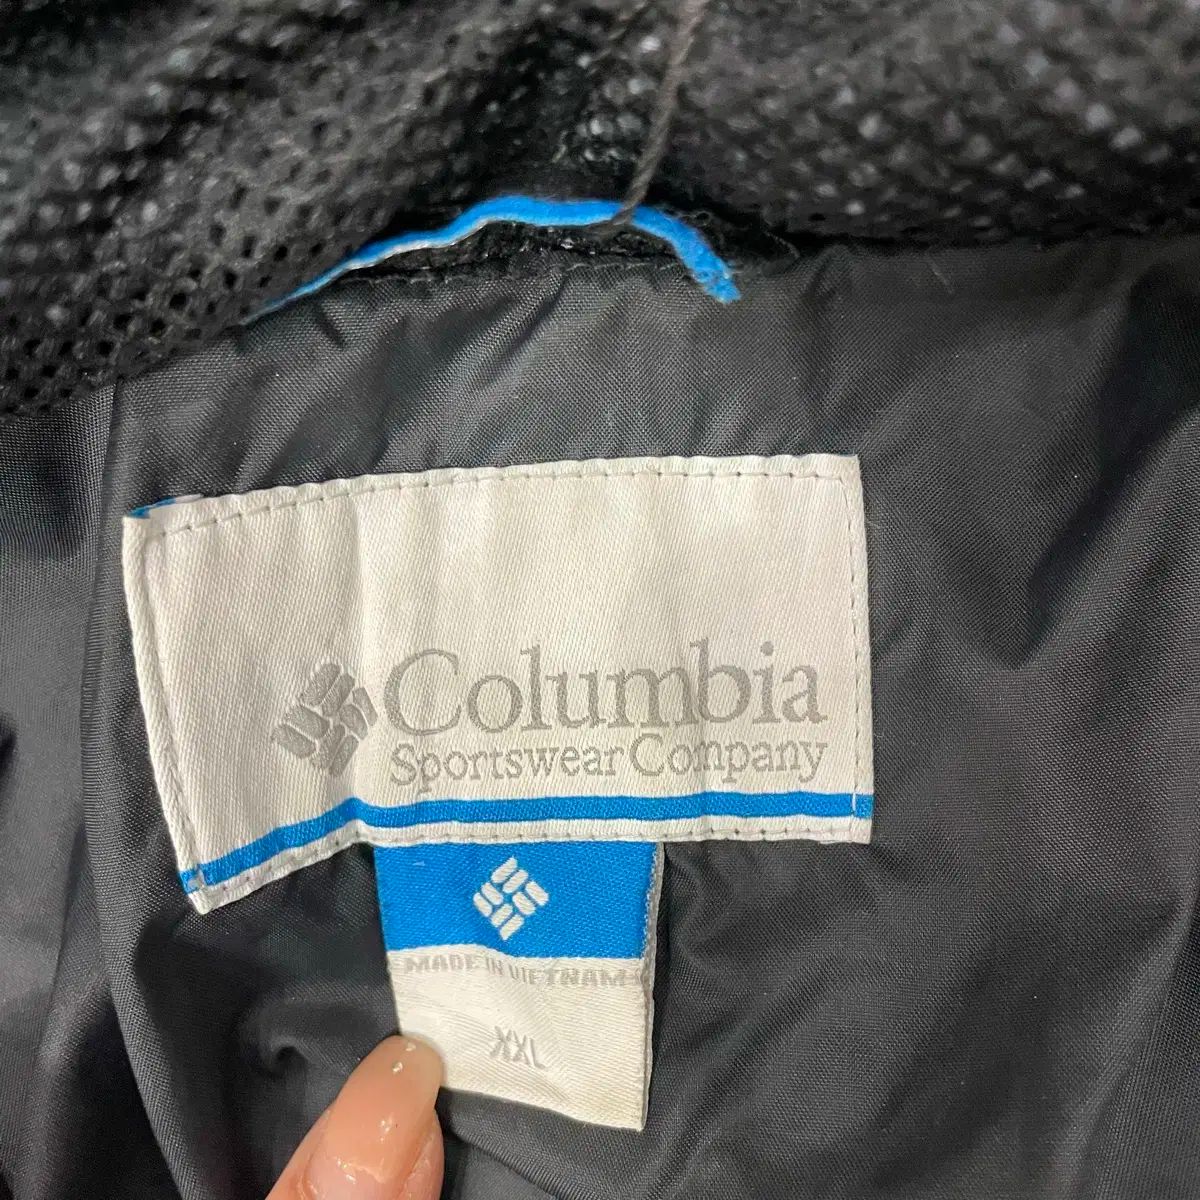 Columbia
Sportswear Company
MADE IN VIETNAM
XXL